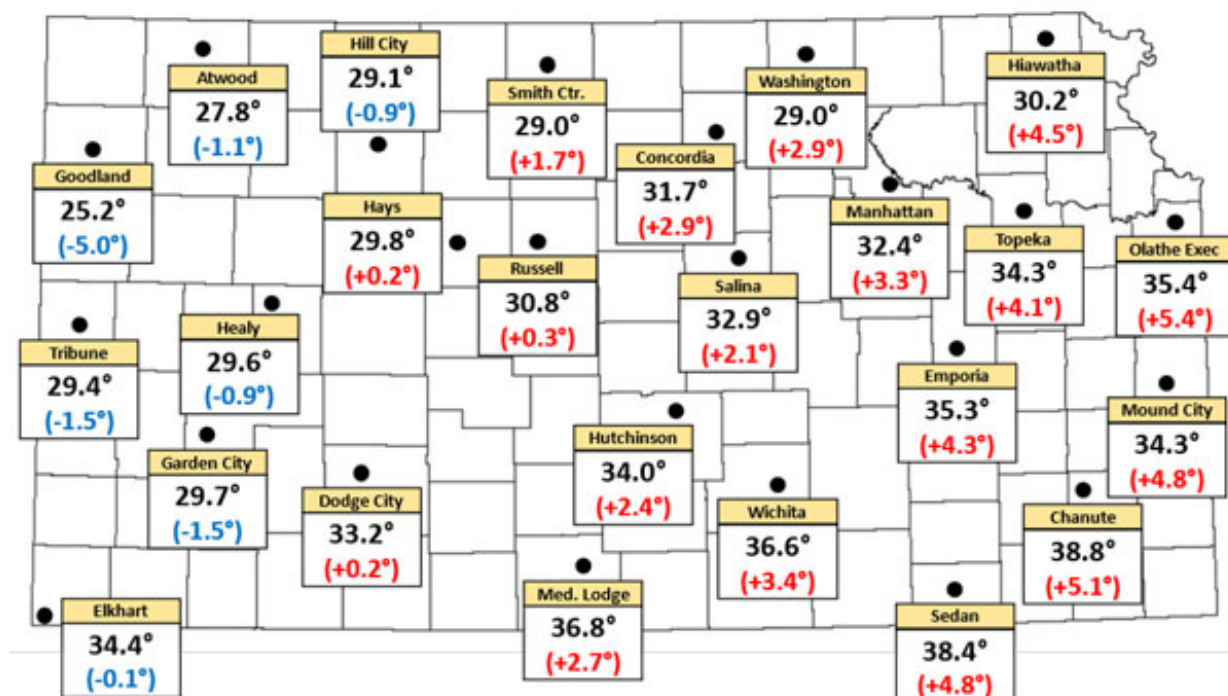 Hill City
29.1°
(-0.9°)
Atwood
27.8°
(-1.1°)
Smith Ctr.
29.0°
(+1.7°)
Washington
29.0°
(+2.9°)
Hiawatha
30.2°
(+4.5°)
Goodland
25.2°
(-5.0°)
Concordia
31.7°
(+2.9°)
Hays
29.8°
(+0.2°)
Manhattan
32.4°
(+3.3°)
Topeka
34.3°
(+4.1°)
Olathe Exec
35.4°
(+5.4°)
Russell
30.8°
(+0.3°)
Salina
32.9°
(+2.1°)
Healy
29.6°
(-0.9°)
Tribune
29.4°
(-1.5°)
Emporia
35.3°
(+4.3°)
Mound City
34.3°
(+4.8°)
Hutchinson
34.0°
(+2.4°)
Garden City
29.7°
(-1.5°)
Dodge City
33.2°
(+0.2°)
Wichita
36.6°
(+3.4°)
Chanute
38.8°
(+5.1°)
Med. Lodge
36.8°
(+2.7°)
Elkhart
34.4°
(-0.1°)
Sedan
38.4°
(+4.8°)